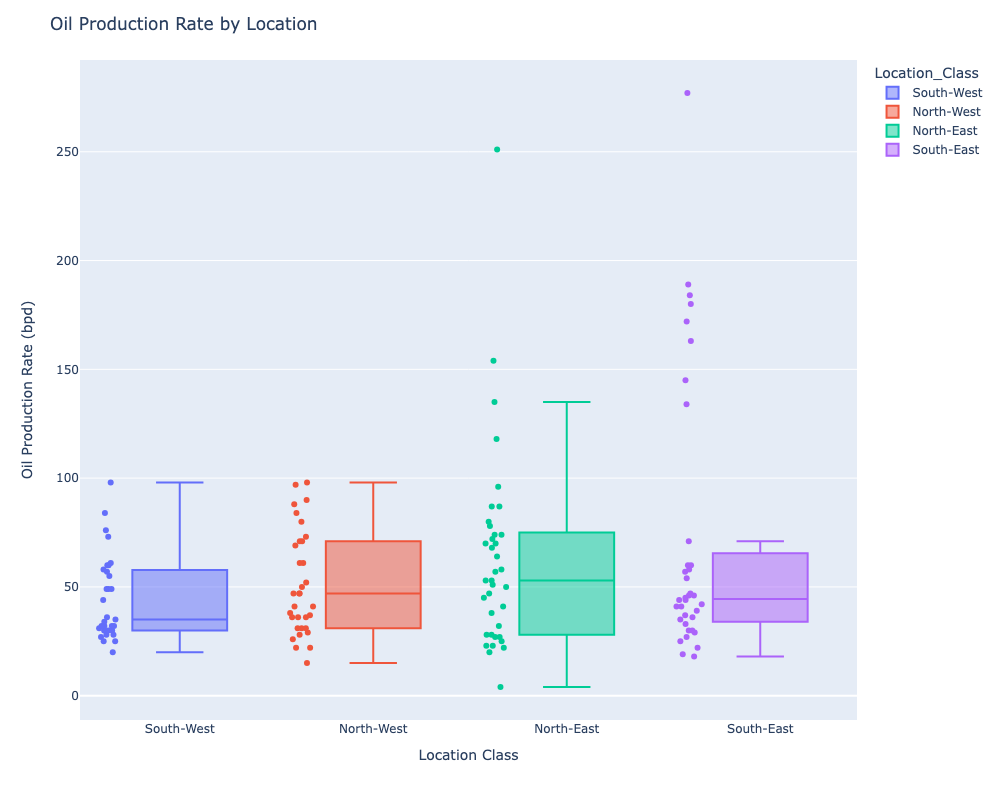 Oil Production Rate by Location
Location_Class
South-West
North-West
North-East
South-East
250
200
150
100
50
0
Oil Production Rate (bpd)
South-West
North-West
North-East
South-East
Location Class